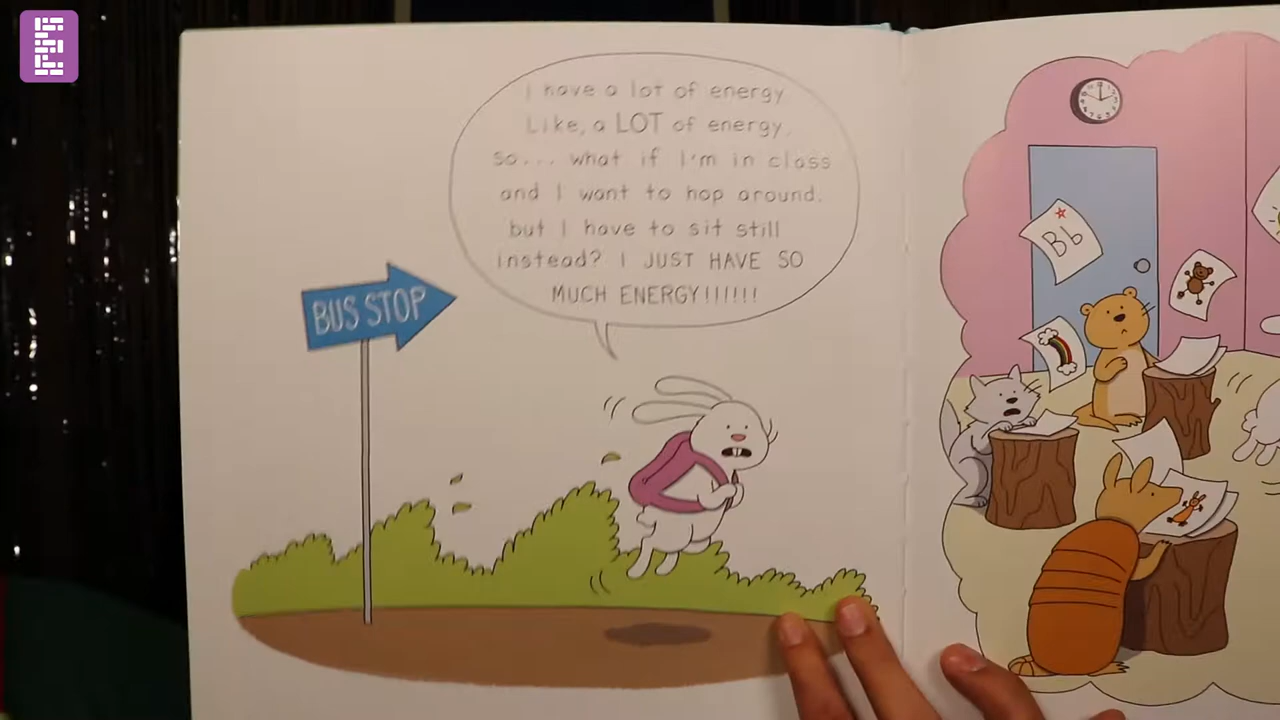 I have a lot of energy
Like, a LOT of energy.
so... what if I'm in class
and I want to hop around.
but I have to sit still
instead? I JUST HAVE SO
MUCH ENERGY!!!!!!
BUS STOP
Bb